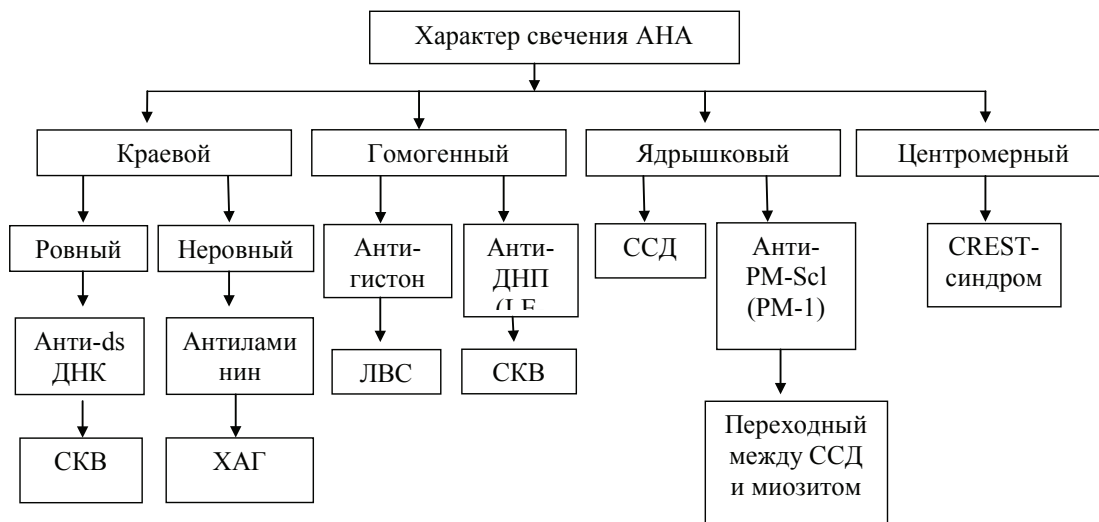 Характер свечения АНА
Краевой
Гомогенный
Ядрышковый
Центромерный
Ровный
Неровный
Анти-
гистон
Анти-
ДНП
ССД
Анти-
PM-Scl
(PM-1)
CREST-
синдром
Анти-ds
ДНК
Антилами
нин
ЛВС
СКВ
СКВ
ХАГ
Переходный
между ССД
и миозитом